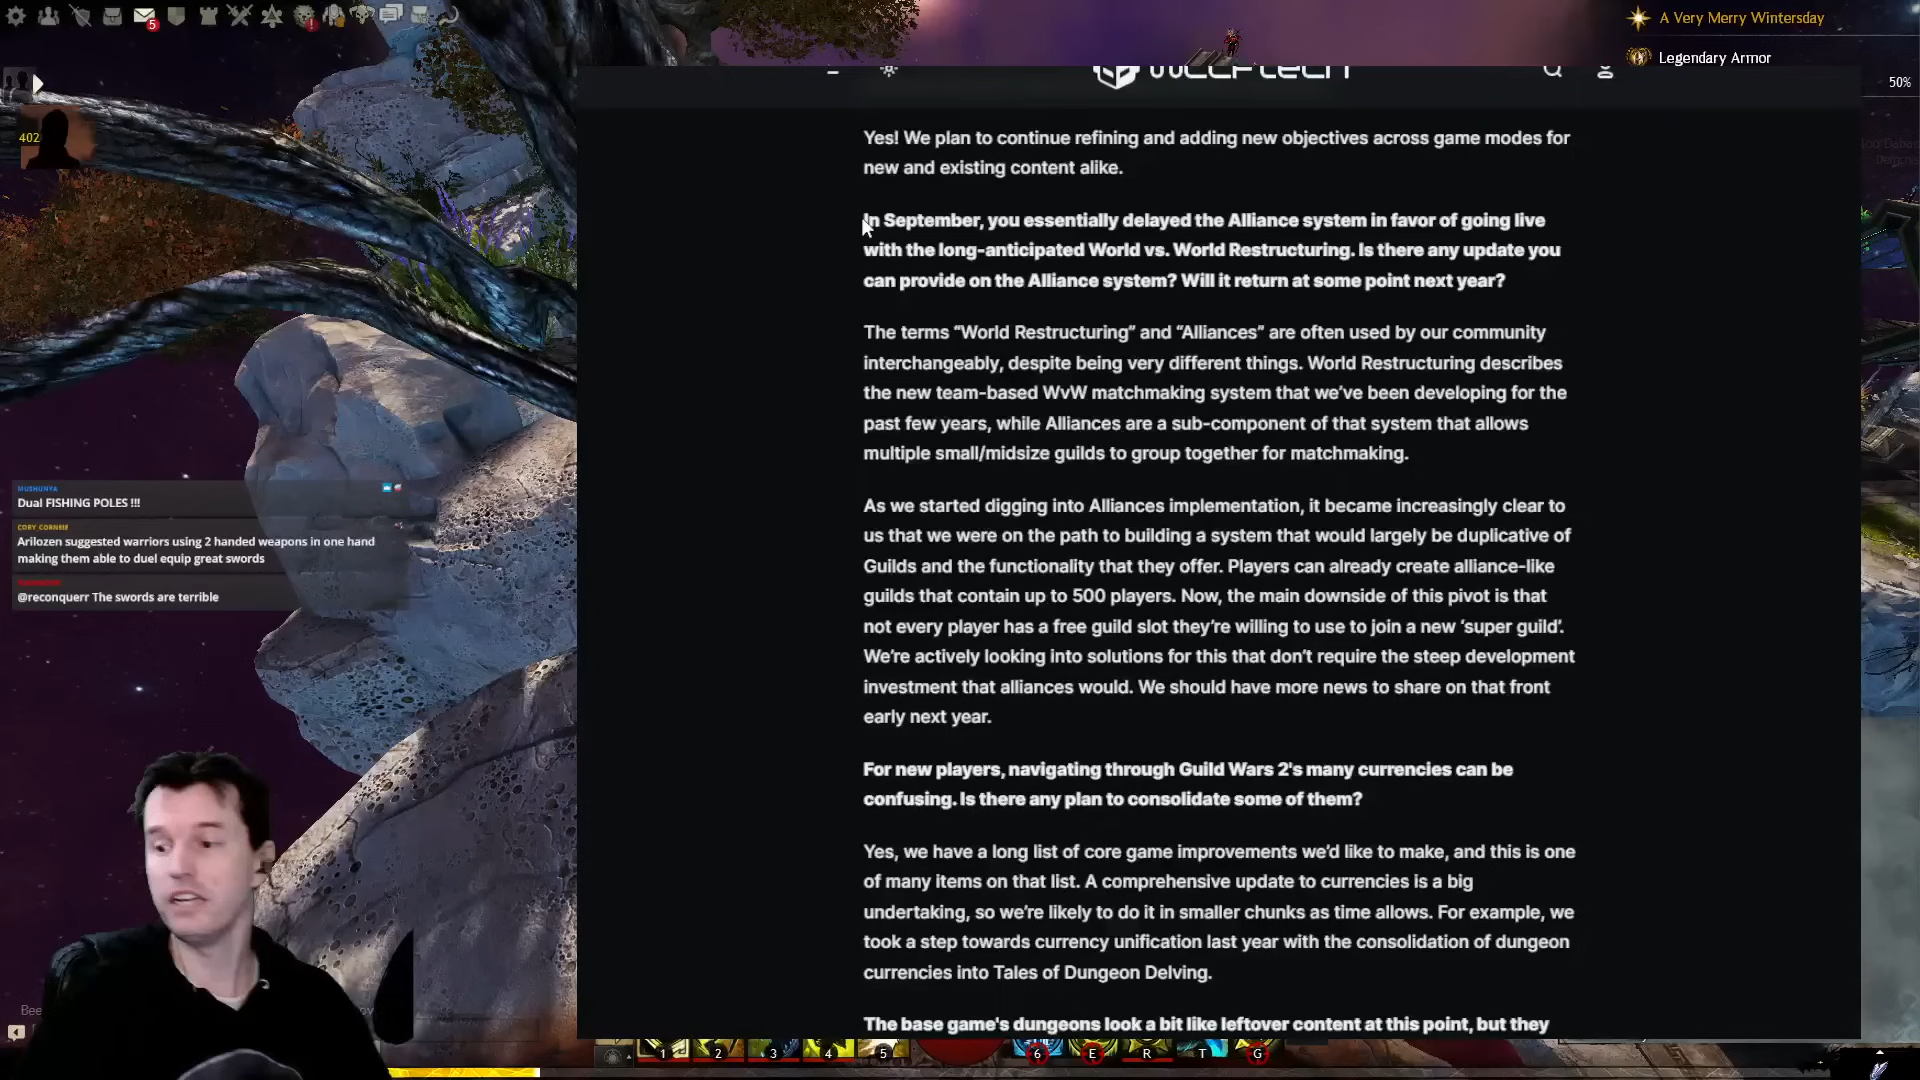 5
A Very Merry Wintersday
Legendary Armor
50%
402
wccftech
Yes! We plan to continue refining and adding new objectives across game modes for
new and existing content alike.
In September, you essentially delayed the Alliance system in favor of going live
with the long-anticipated World vs. World Restructuring. Is there any update you
can provide on the Alliance system? Will it return at some point next year?
The terms “World Restructuring” and “Alliances” are often used by our community
interchangeably, despite being very different things. World Restructuring describes
the new team-based WvW matchmaking system that we’ve been developing for the
past few years, while Alliances are a sub-component of that system that allows
multiple small/midsize guilds to group together for matchmaking.
As we started digging into Alliances implementation, it became increasingly clear to
us that we were on the path to building a system that would largely be duplicative of
Guilds and the functionality that they offer. Players can already create alliance-like
guilds that contain up to 500 players. Now, the main downside of this pivot is that
not every player has a free guild slot they’re willing to use to join a new ‘super guild’.
We’re actively looking into solutions for this that don’t require the steep development
investment that alliances would. We should have more news to share on that front
early next year.
For new players, navigating through Guild Wars 2's many currencies can be
confusing. Is there any plan to consolidate some of them?
Yes, we have a long list of core game improvements we’d like to make, and this is one
of many items on that list. A comprehensive update to currencies is a big
undertaking, so we’re likely to do it in smaller chunks as time allows. For example, we
took a step towards currency unification last year with the consolidation of dungeon
currencies into Tales of Dungeon Delving.
The base game's dungeons look a bit like leftover content at this point, but they
MUSHUNYA
Dual FISHING POLES !!!
CODY CORNEIF
Arilozen suggested warriors using 2 handed weapons in one hand
making them able to duel equip great swords
@reconquerr The swords are terrible
Bee
1 2 3 4 5 6 E R T G